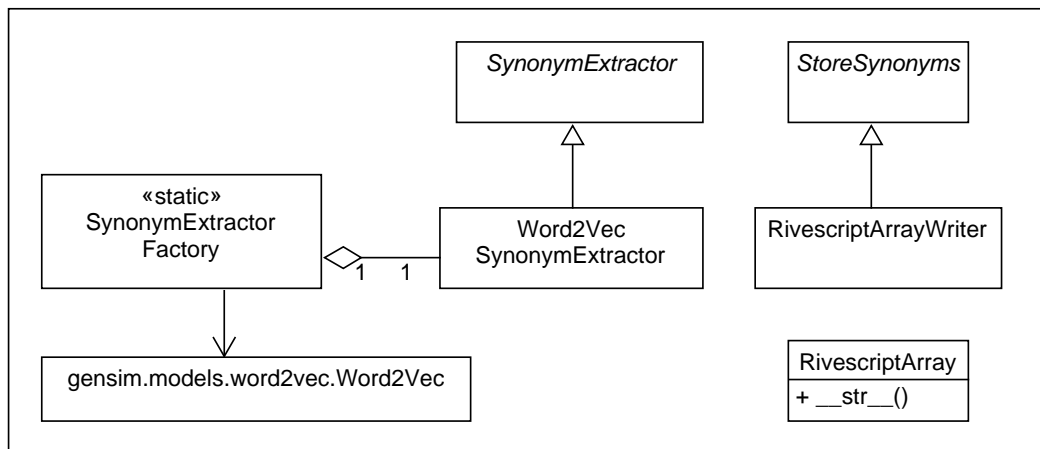 SynonymExtractor
StoreSynonyms
«static»
SynonymExtractor
Factory
Word2Vec
SynonymExtractor
RivescriptArrayWriter
1
1
gensim.models.word2vec.Word2Vec
RivescriptArray
+ __str__()